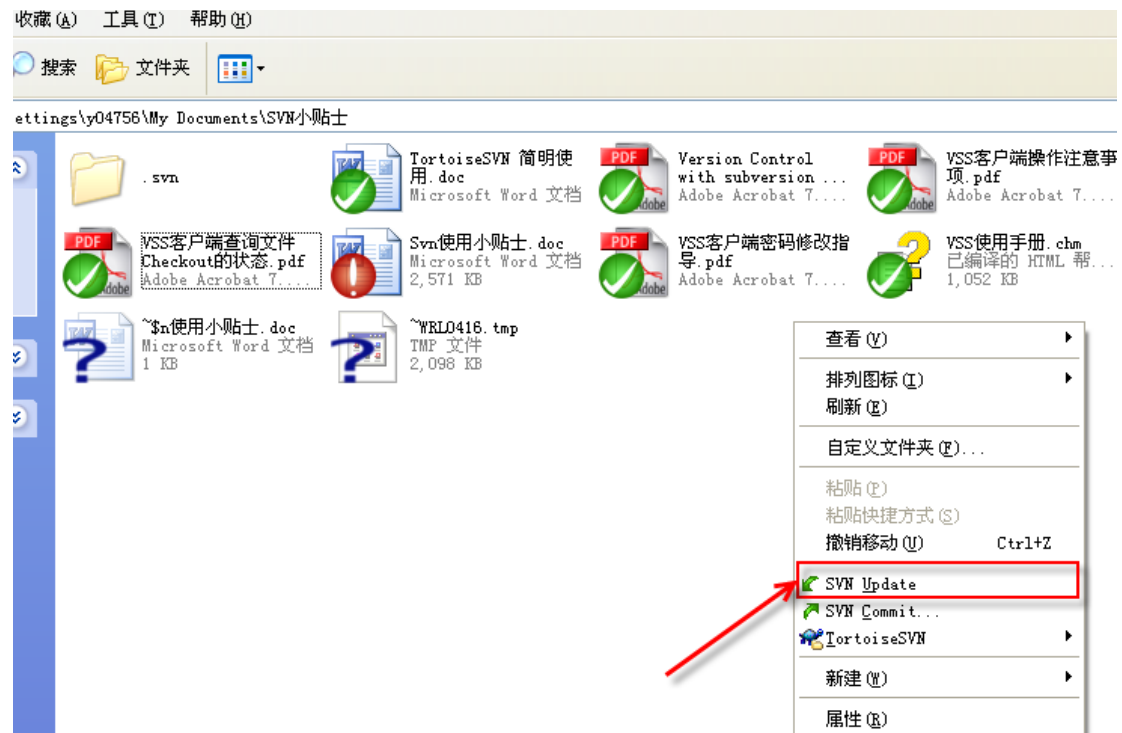 收藏(A) 工具(T) 帮助(H)
搜索 文件夹
ettings\y04756\My Documents\SVN小贴士
.svn
TortoiseSVN 简明使
用.doc
Microsoft Word 文档
Version Control
with subversion ...
Adobe Acrobat 7....
VSS客户端操作注意事
项.pdf
Adobe Acrobat 7....
VSS客户端查询文件
Checkout的状态.pdf
Adobe Acrobat 7....
Svn使用小贴士.doc
Microsoft Word 文档
2,571 KB
VSS客户端密码修改指
导.pdf
Adobe Acrobat 7....
VSS使用手册.chm
已编译的 HTML 帮...
1,052 KB
~$n使用小贴士.doc
Microsoft Word 文档
1 KB
~WRL0416.tmp
TMP 文件
2,098 KB
查看(V)
排列图标(I)
刷新(E)
自定义文件夹(F)...
粘贴(P)
粘贴快捷方式(S)
撤销移动(U) Ctrl+Z
SVN Update
SVN Commit...
TortoiseSVN
新建(W)
属性(R)